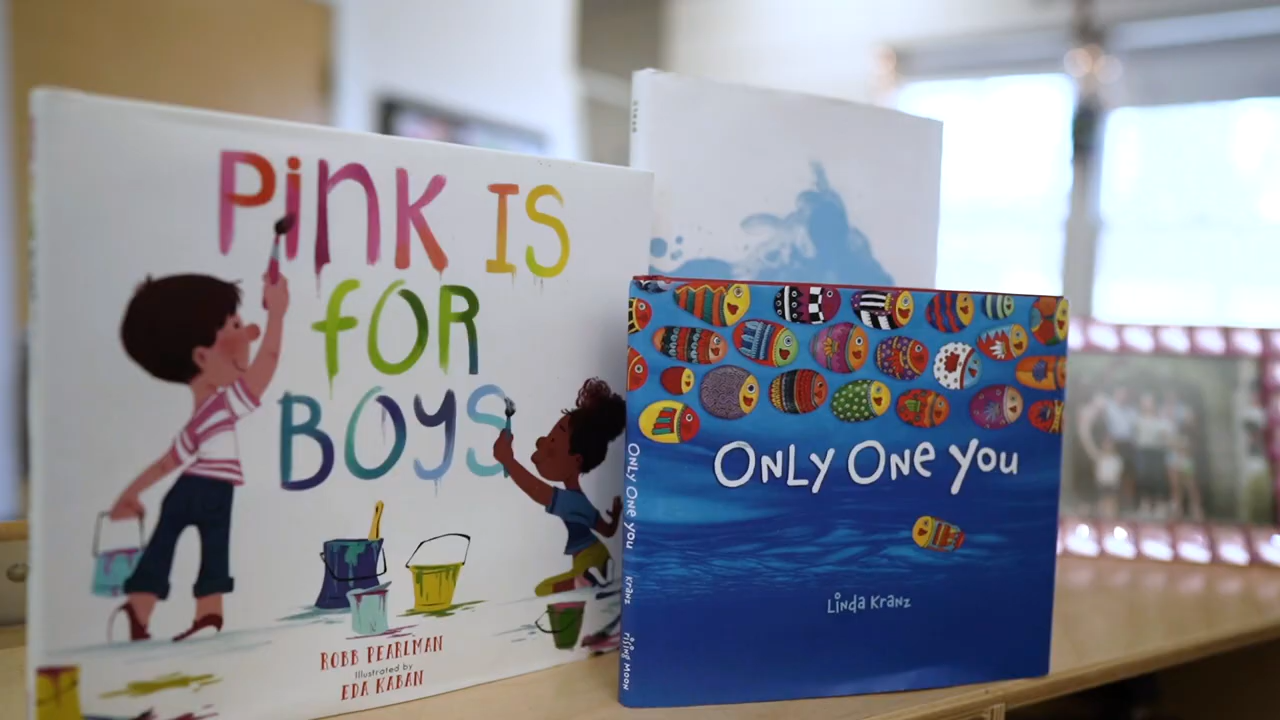 PINK IS
FOR
BOYS
ROBB PEARLMAN
Illustrated by
EDA KABAN
ONLY ONE YOU
LINDA KRANZ
ONLY ONE YOU KRANZ rising MOON